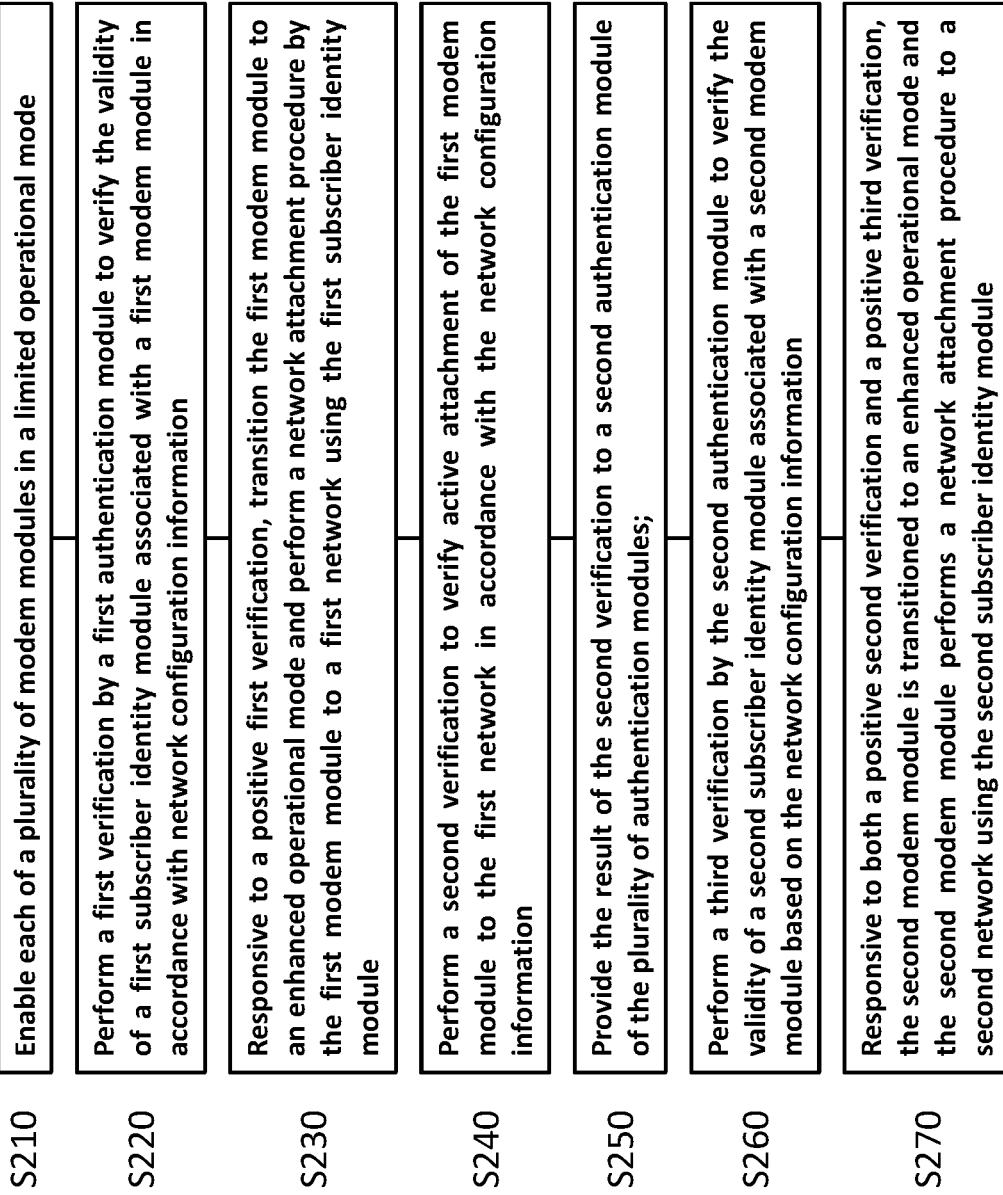 S210
Enable each of a plurality of modem modules in a limited operational mode
S220
Perform a first verification by a first authentication module to verify the validity
of a first subscriber identity module associated with a first modem module in
accordance with network configuration information
S230
Responsive to a positive first verification, transition the first modem module to
an enhanced operational mode and perform a network attachment procedure by
the first modem module to a first network using the first subscriber identity
module
S240
Perform a second verification to verify active attachment of the first modem
module to the first network in accordance with the network configuration
information
S250
Provide the result of the second verification to a second authentication module
of the plurality of authentication modules;
S260
Perform a third verification by the second authentication module to verify the
validity of a second subscriber identity module associated with a second modem
module based on the network configuration information
S270
Responsive to both a positive second verification and a positive third verification,
the second modem module is transitioned to an enhanced operational mode and
the second modem module performs a network attachment procedure to a
second network using the second subscriber identity module